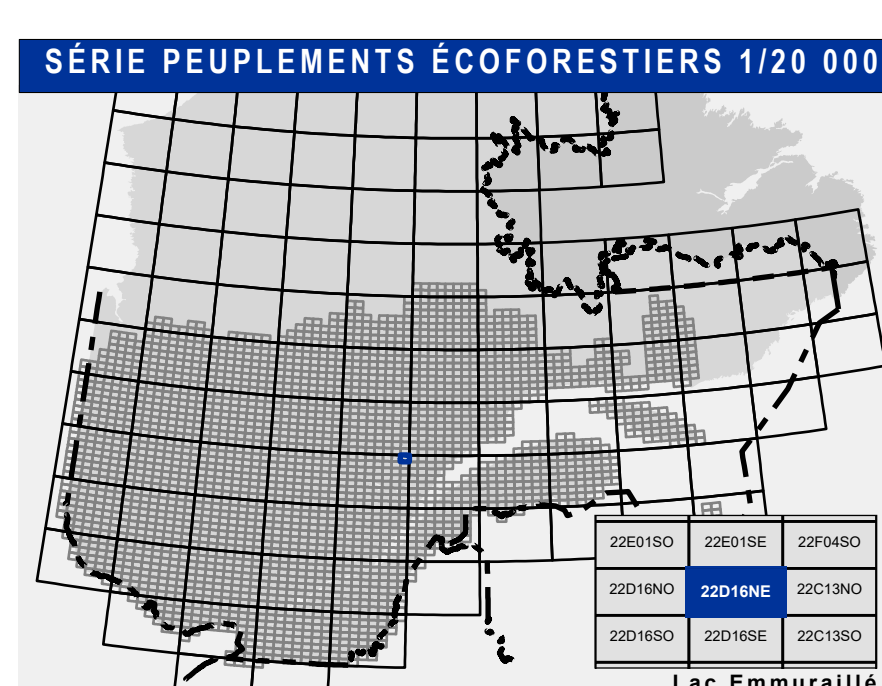 SÉRIE PEUPLEMENTS ÉCOFORESTIERS 1/20 000
22E01SO 22E01SE 22F04SO
22D16NO 22D16NE 22C13NO
22D16SO 22D16SE 22C13SO
Lac Emmuraillé